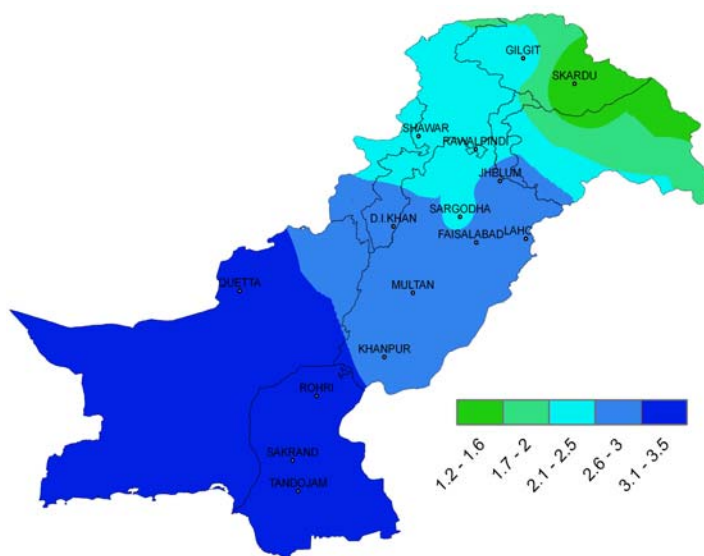 GILGIT
SKARDU
SHAWAR
RAWALPINDI
JHELUM
SARGODHA
D.I.KHAN
FAISALABAD
LAHO
QUETTA
MULTAN
KHANPUR
ROHRI
SAKRAND
TANDOJAM
1.2 - 1.6
1.7 - 2
2.1 - 2.5
2.6 - 3
3.1 - 3.5